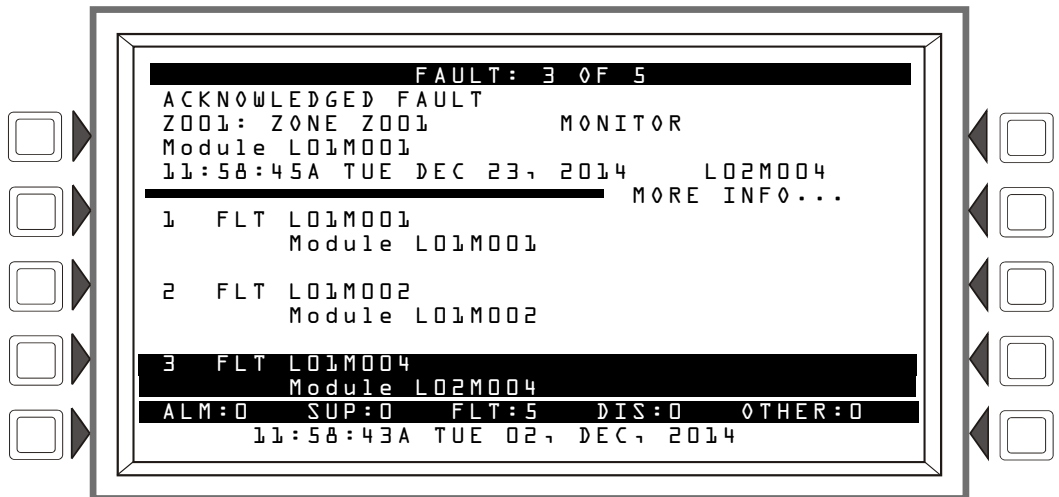 FAULT: 3 OF 5
ACKNOWLEDGED FAULT
Z001: ZONE Z001 MONITOR
Module L01M001
11:58:45A TUE DEC 23, 2014 L02M004
MORE INFO...
1 FLT L01M001
Module L01M001
2 FLT L01M002
Module L01M002
3 FLT L01M004
Module L02M004
ALM:0 SUP:0 FLT:5 DIS:0 OTHER:0
11:58:43A TUE 02, DEC, 2014